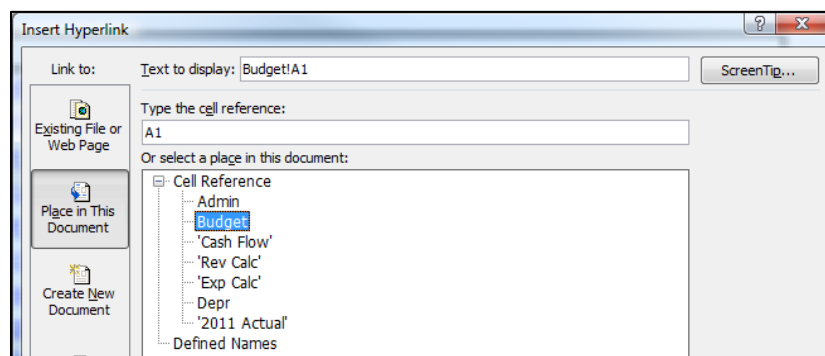 Insert Hyperlink
Link to:
Text to display: Budget!A1
ScreenTip...
Existing File or
Web Page
Type the cell reference:
A1
Or select a place in this document:
Place in This
Document
Cell Reference
Admin
Budget
'Cash Flow'
'Rev Calc'
'Exp Calc'
Depr
'2011 Actual'
Defined Names
Create New
Document